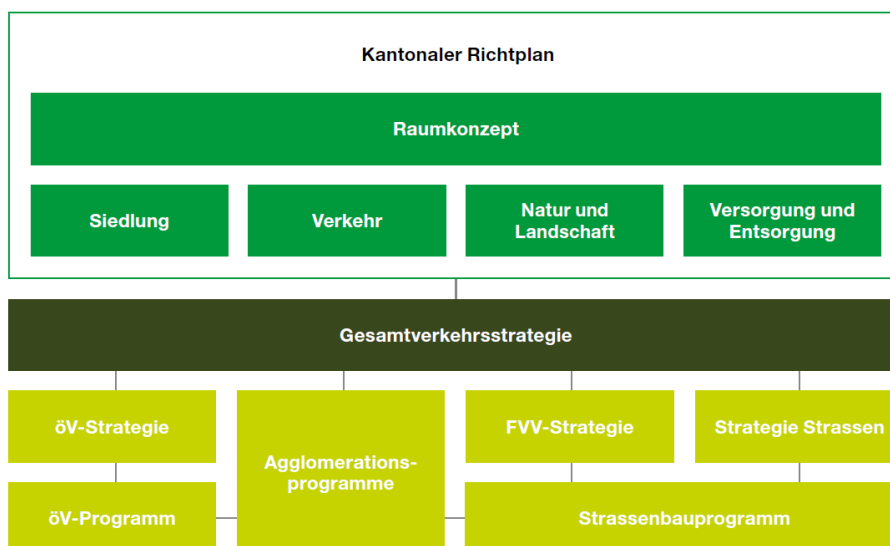 Kantonaler Richtplan
Raumkonzept
Siedlung
Verkehr
Natur und
Landschaft
Versorgung und
Entsorgung
Gesamtverkehrsstrategie
öV-Strategie
Agglomerations-
programme
FVV-Strategie
Strategie Strassen
öV-Programm
Strassenbauprogramm